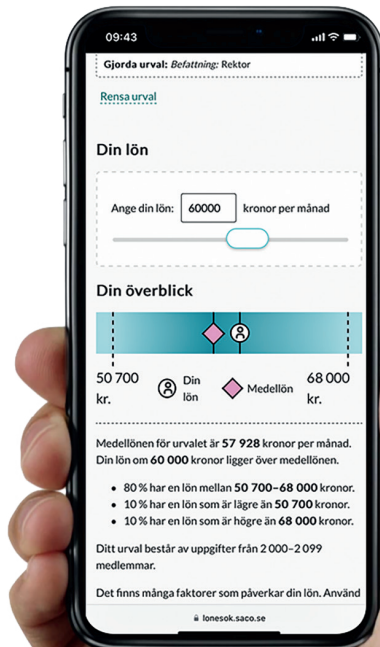 09:43
Gjorda urval: Befattning: Rektor
Rensa urval
Din lön
Ange din lön: 60000 kronor per månad
Din överblick
50 700 kr.
Din lön
Medellön
68 000 kr.
Medellönen för urvalet är 57 928 kronor per månad.
Din lön om 60 000 kronor ligger över medellönen.
• 80 % har en lön mellan 50 700–68 000 kronor.
• 10 % har en lön som är lägre än 50 700 kronor.
• 10 % har en lön som är högre än 68 000 kronor.
Ditt urval består av uppgifter från 2 000–2 099
medlemmar.
Det finns många faktorer som påverkar din lön. Använd
lonesok.saco.se